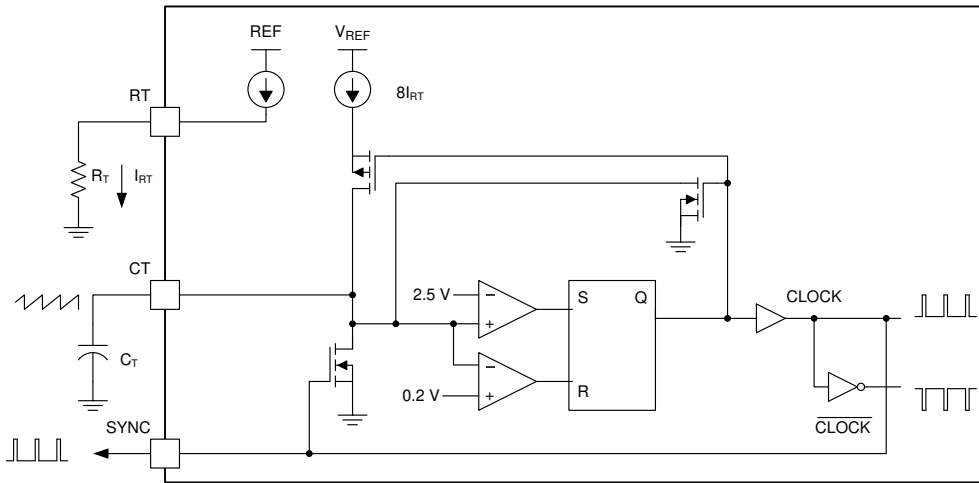 REF
VREF
8IRT
RT
RT
IRT
CT
2.5 V
−
+
S
Q
CLOCK
CT
−
+
0.2 V
R
CLOCK
SYNC